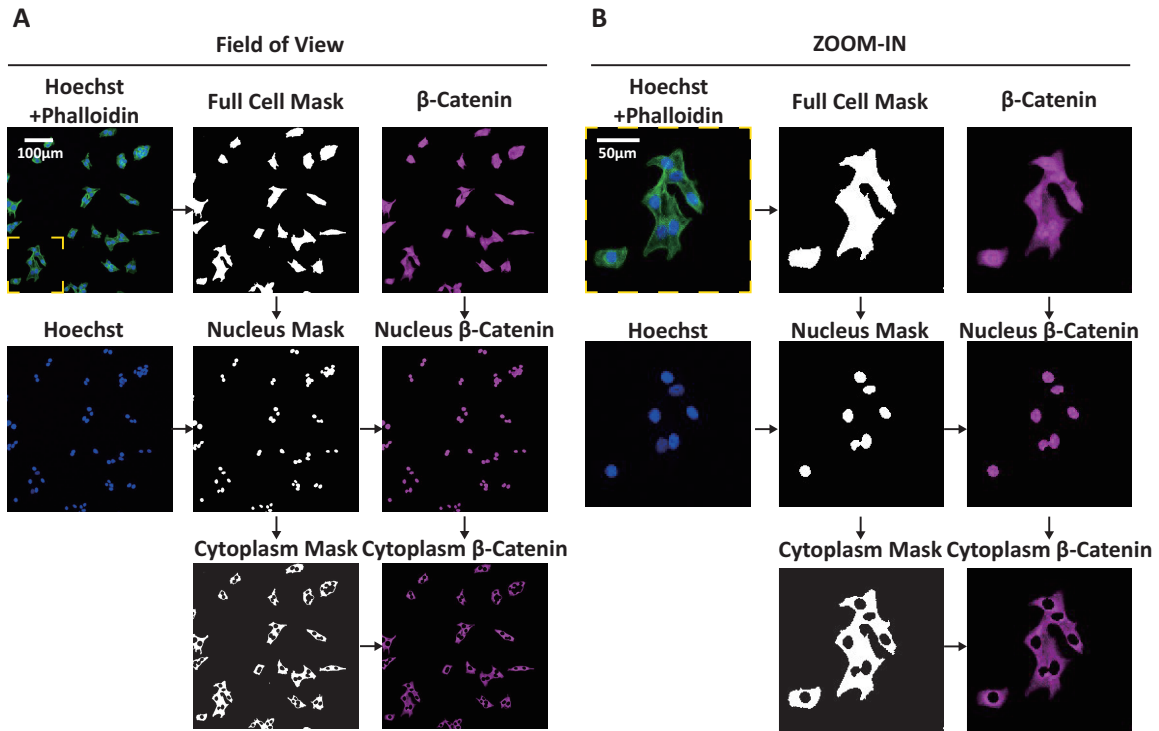 A
Field of View
Hoechst
+Phalloidin
Full Cell Mask
β-Catenin
100μm
Hoechst
Nucleus Mask
Nucleus β-Catenin
Cytoplasm Mask
Cytoplasm β-Catenin
B
ZOOM-IN
Hoechst
+Phalloidin
Full Cell Mask
β-Catenin
50μm
Hoechst
Nucleus Mask
Nucleus β-Catenin
Cytoplasm Mask
Cytoplasm β-Catenin